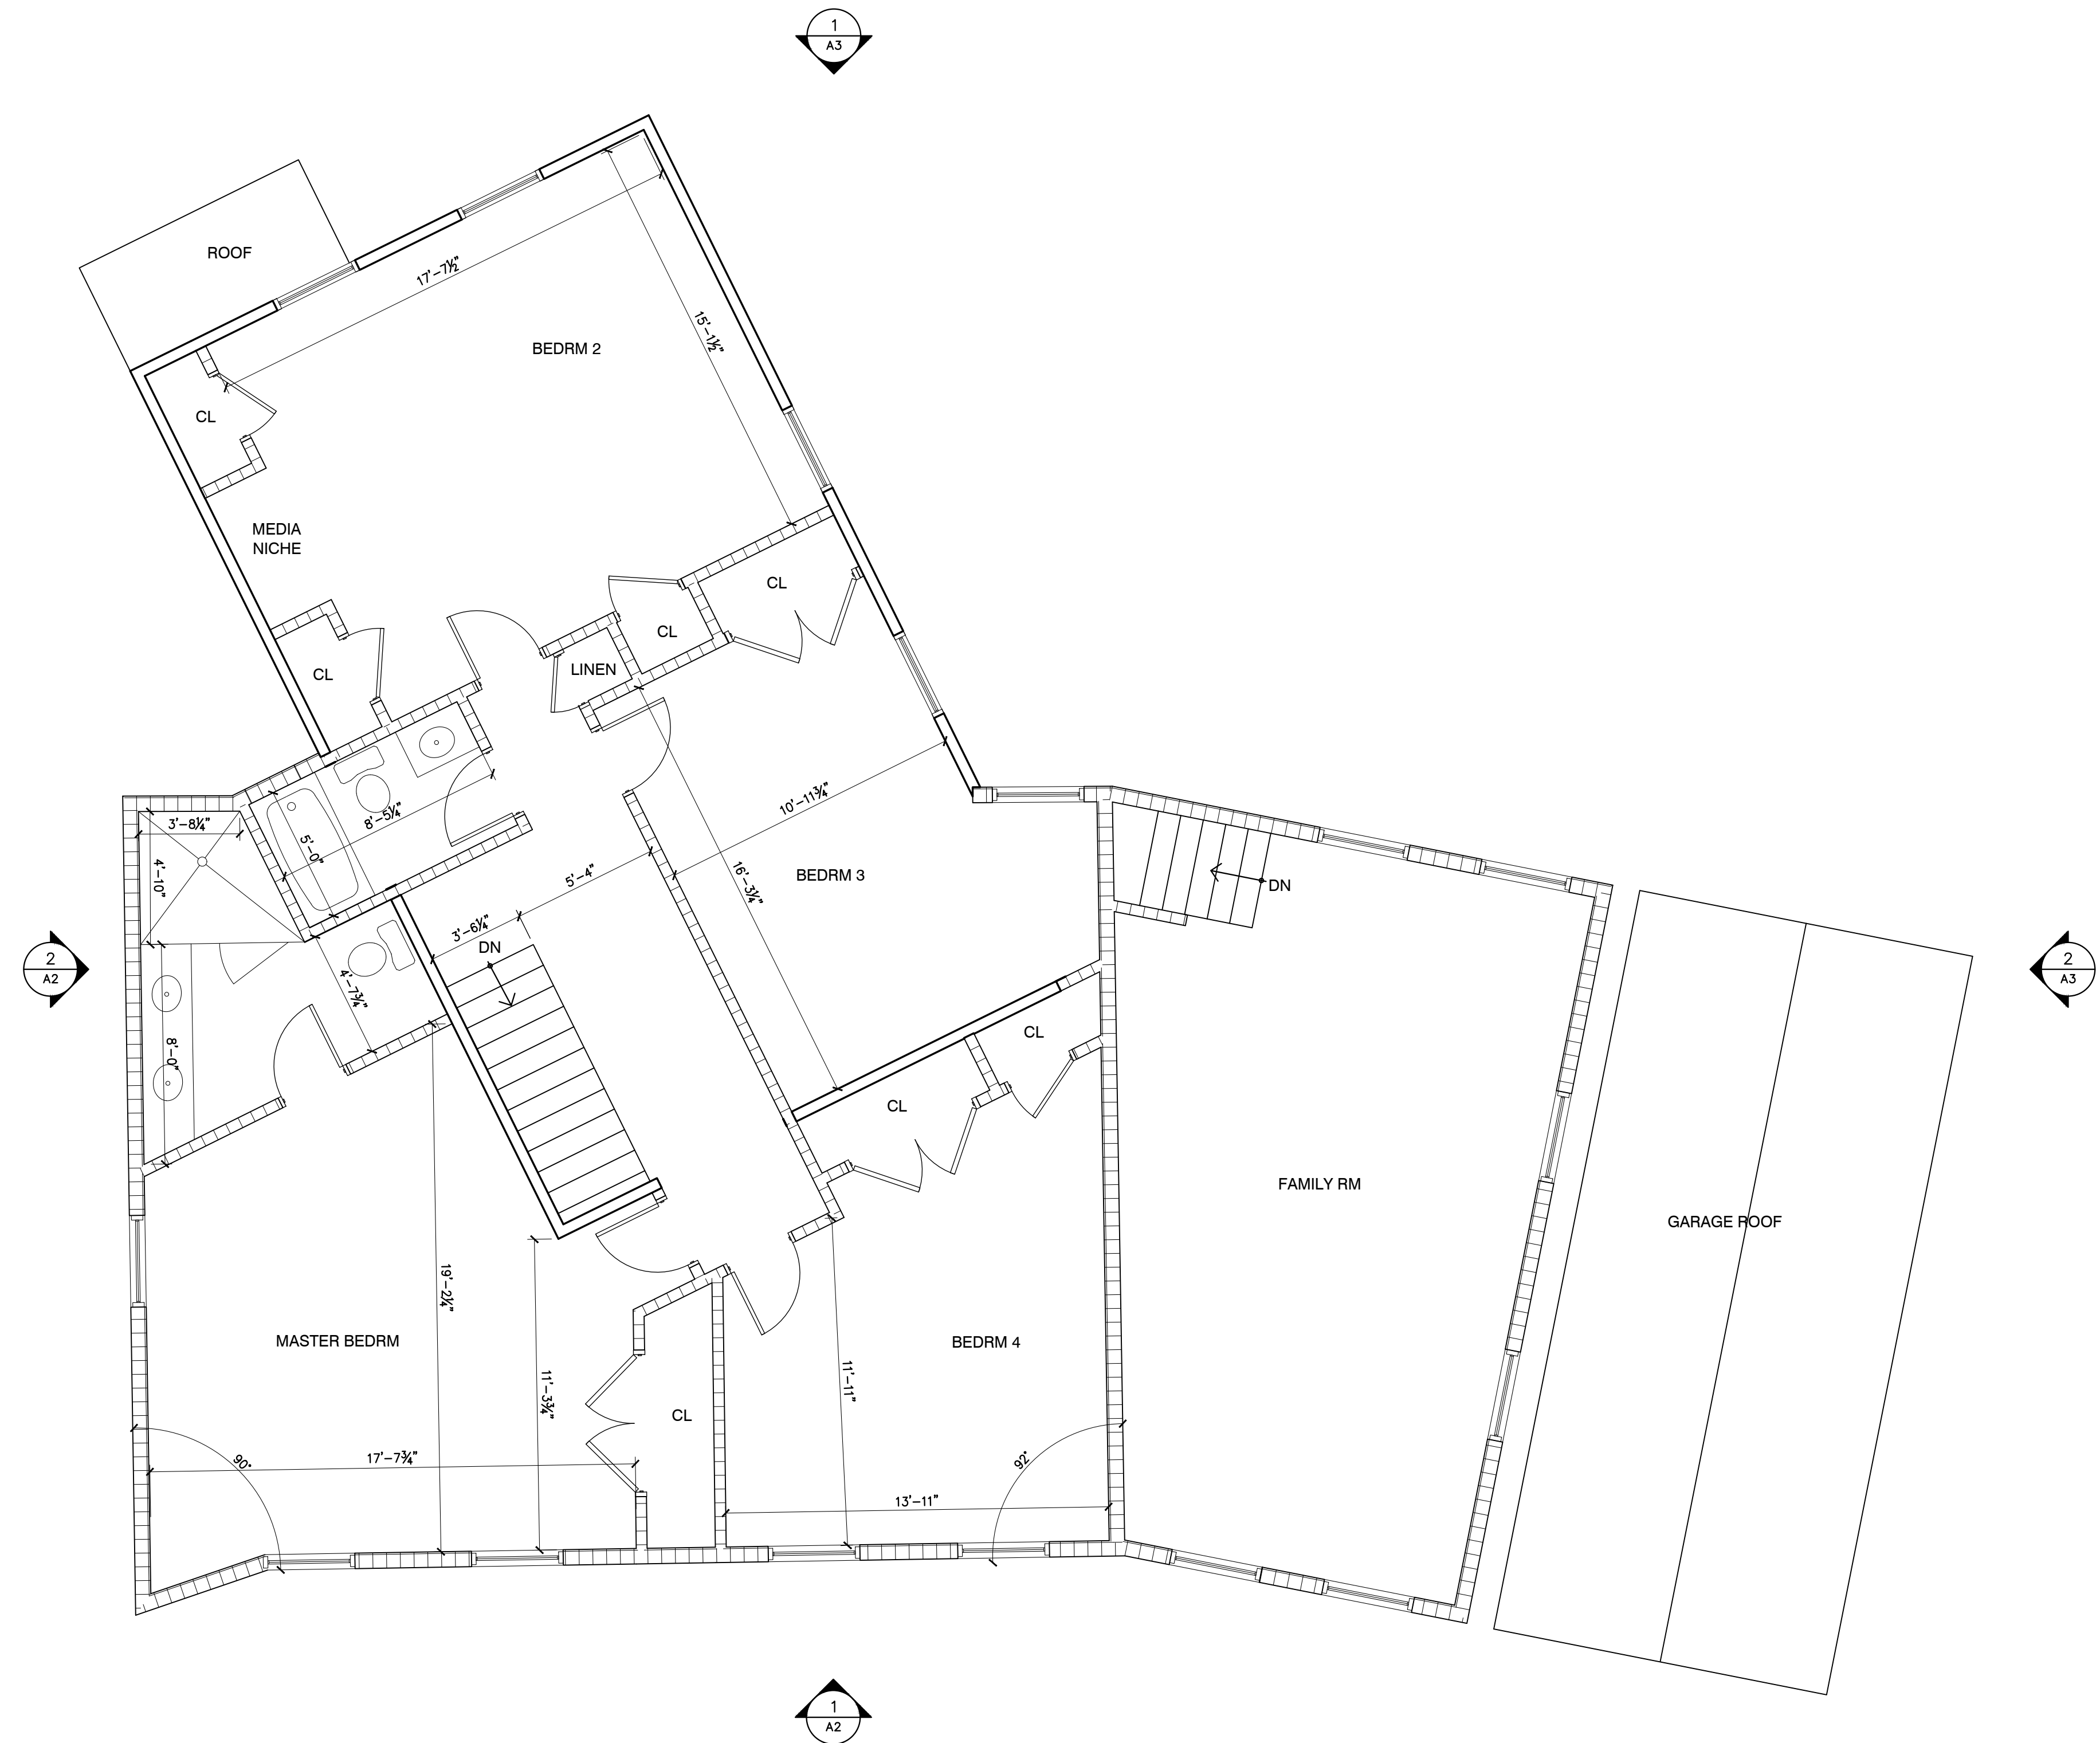 1
A3
ROOF
17'-7½"
15'-1½"
BEDRM 2
CL
MEDIA
NICHE
CL
CL
LINEN
CL
8'-5¼"
5'-0"
3'-8¼"
4'-10"
10'-11¾"
16'-3¼"
BEDRM 3
5'-4"
3'-6¼"
DN
DN
2
A2
2
A3
4'-7¾"
8'-0"
CL
CL
FAMILY RM
GARAGE ROOF
19'-2¼"
MASTER BEDRM
BEDRM 4
11'-3¾"
11'-11"
CL
90°
17'-7¾"
92°
13'-11"
1
A2